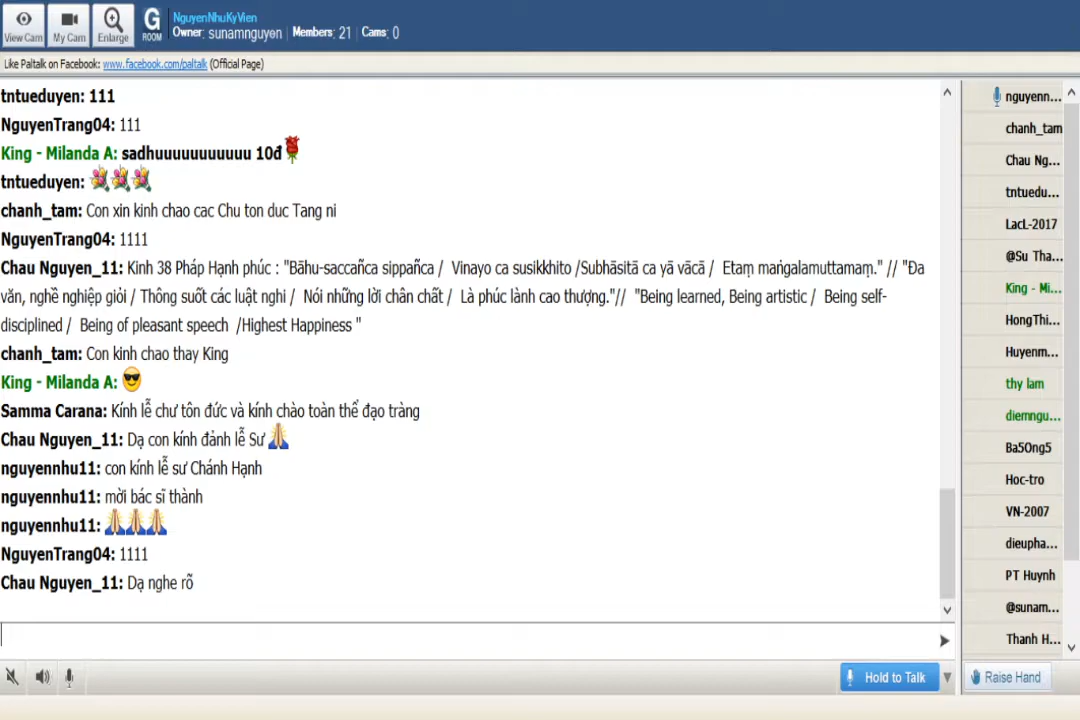 NguyenNhuKyVien
Owner: sunamnguyen Members: 21 Cams: 0
View Cam My Cam Enlarge G ROOM
Like Paltalk on Facebook: www.facebook.com/paltalk (Official Page)
tntueduyen: 111
NguyenTrang04: 111
King - Milanda A: sadhuuuuuuuuuuu 10đ
tntueduyen:
chanh_tam: Con xin kinh chao cac Chu ton duc Tang ni
NguyenTrang04: 1111
Chau Nguyen_11: Kinh 38 Pháp Hạnh phúc : "Bāhu-saccañca sippañca / Vinayo ca susikkhito /Subhāsitā ca yā vācā / Etaṃ maṅgalamuttamaṃ." // "Đa
văn, nghề nghiệp giỏi / Thông suốt các luật nghi / Nói những lời chân chất / Là phúc lành cao thượng."// "Being learned, Being artistic / Being self-
disciplined / Being of pleasant speech /Highest Happiness "
chanh_tam: Con kinh chao thay King
King - Milanda A:
Samma Carana: Kính lễ chư tôn đức và kính chào toàn thể đạo tràng
Chau Nguyen_11: Dạ con kính đảnh lễ Sư
nguyennhu11: con kính lễ sư Chánh Hạnh
nguyennhu11: mời bác sĩ thành
nguyennhu11:
NguyenTrang04: 1111
Chau Nguyen_11: Dạ nghe rõ
nguyenn...
chanh_tam
Chau Ng...
tntuedu...
LacL-2017
@Su Tha...
King - Mi...
HongThi...
Huyenm...
thy lam
diemngu...
Ba5Ong5
Hoc-tro
VN-2007
dieupha...
PT Huynh
@sunam...
Thanh H...
Hold to Talk
Raise Hand